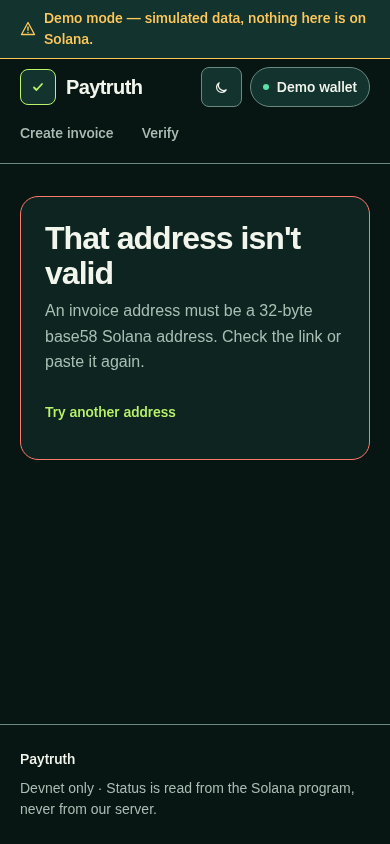 Demo mode — simulated data, nothing here is on
Solana.
Paytruth
Demo wallet
Create invoice
Verify
That address isn't
valid
An invoice address must be a 32-byte
base58 Solana address. Check the link or
paste it again.
Try another address
Paytruth
Devnet only · Status is read from the Solana program,
never from our server.